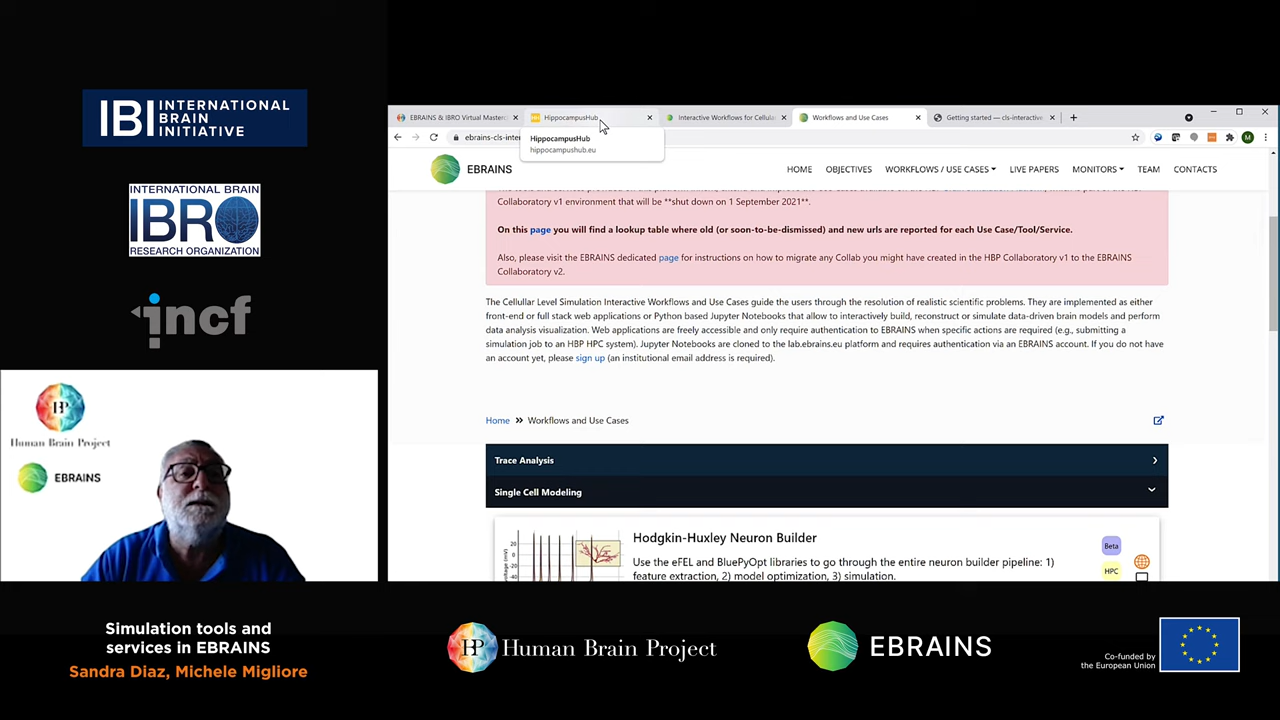 IBI INTERNATIONAL
BRAIN
INITIATIVE
INTERNATIONAL BRAIN
IBRO
RESEARCH ORGANIZATION
incf
HBP
Human Brain Project
EBRAINS
EBRAINS & IBRO Virtual Master
HippocampusHub
Interactive Workflows for Cellula
Workflows and Use Cases
Getting started — cls-interactive
ebrains-cls-inte
HippocampusHub
hippocampushub.eu
M
EBRAINS
HOME
OBJECTIVES
WORKFLOWS / USE CASES
LIVE PAPERS
MONITORS
TEAM
CONTACTS
Collaboratory v1 environment that will be **shut down on 1 September 2021**.
On this page you will find a lookup table where old (or soon-to-be-dismissed) and new urls are reported for each Use Case/Tool/Service.
Also, please visit the EBRAINS dedicated page for instructions on how to migrate any Collab you might have created in the HBP Collaboratory v1 to the EBRAINS
Collaboratory v2.
The Cellullar Level Simulation Interactive Workflows and Use Cases guide the users through the resolution of realistic scientific problems. They are implemented as either
front-end or full stack web applications or Python based Jupyter Notebooks that allow to interactively build, reconstruct or simulate data-driven brain models and perform
data analysis visualization. Web applications are freely accessible and only require authentication to EBRAINS when specific actions are required (e.g., submitting a
simulation job to an HBP HPC system). Jupyter Notebooks are cloned to the lab.ebrains.eu platform and requires authentication via an EBRAINS account. If you do not have
an account yet, please sign up (an institutional email address is required).
Home » Workflows and Use Cases
Trace Analysis
Single Cell Modeling
Hodgkin-Huxley Neuron Builder
Use the eFEL and BluePyOpt libraries to go through the entire neuron builder pipeline: 1)
feature extraction, 2) model optimization, 3) simulation.
Beta
HPC
20
0
-20
-40
Simulation tools and
services in EBRAINS
Sandra Diaz, Michele Migliore
HBP Human Brain Project
EBRAINS
Co-funded by
the European Union